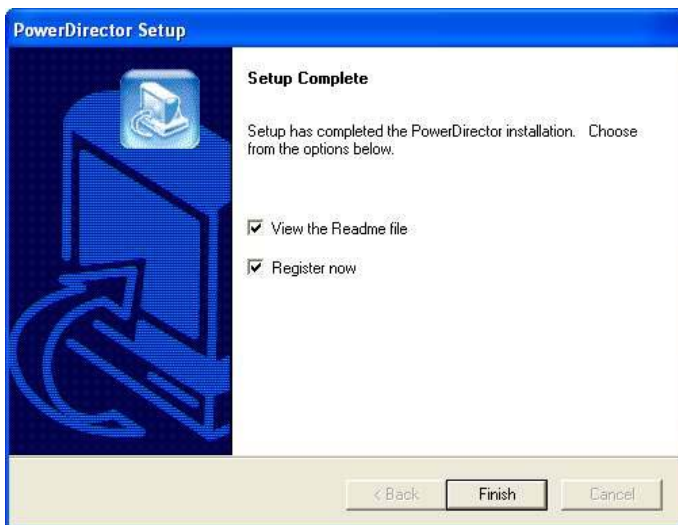 PowerDirector Setup
Setup Complete
Setup has completed the PowerDirector installation. Choose
from the options below.
View the Readme file
Register now
< Back Finish Cancel